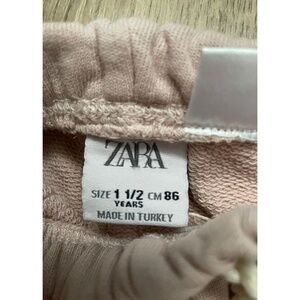 ZARA
SIZE 1 1/2 CM 86
YEARS
MADE IN TURKEY